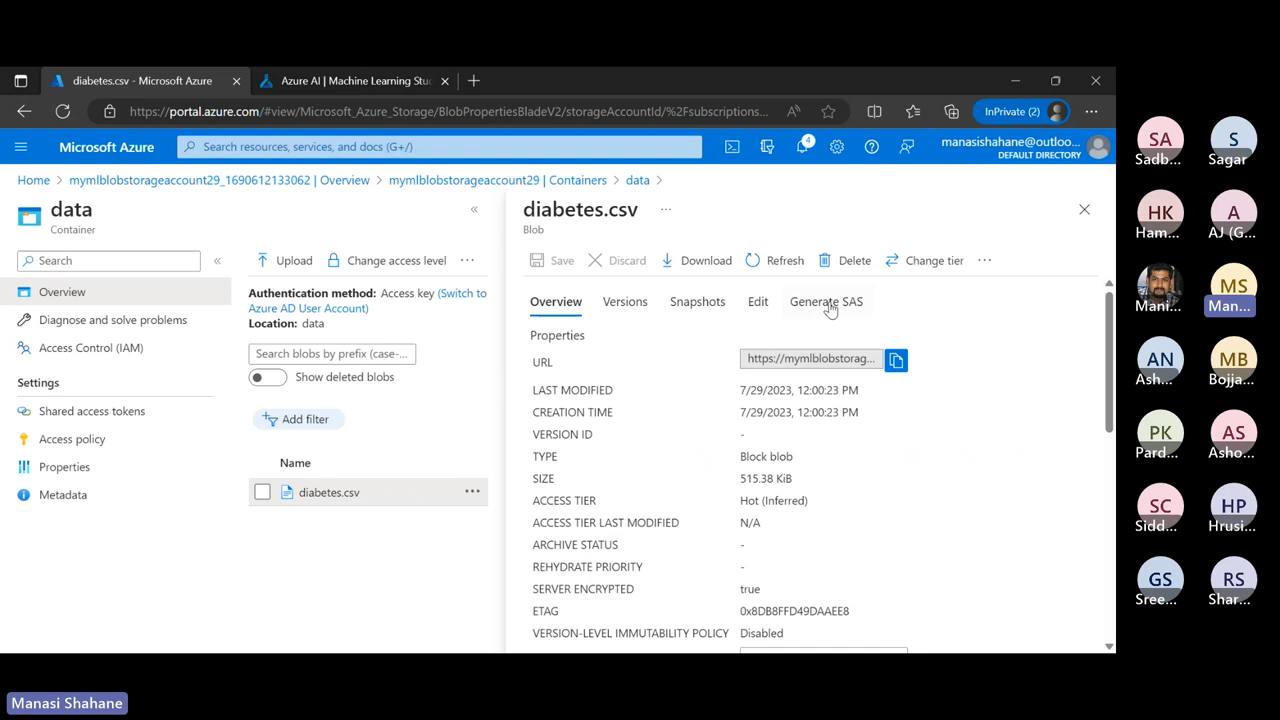 diabetes.csv - Microsoft Azure
Azure AI | Machine Learning Stu
https://portal.azure.com/#view/Microsoft_Azure_Storage/BlobPropertiesBladeV2/storageAccountId/%2Fsubscriptions...
InPrivate (2)
Microsoft Azure
Search resources, services, and docs (G+/)
4
manasishahane@outloo...
DEFAULT DIRECTORY
Home > mymlblobstorageaccount29_1690612133062 | Overview > mymlblobstorageaccount29 | Containers > data >
data
Container
Search
Overview
Diagnose and solve problems
Access Control (IAM)
Settings
Shared access tokens
Access policy
Properties
Metadata
Upload
Change access level
Authentication method: Access key (Switch to
Azure AD User Account)
Location: data
Search blobs by prefix (case-...
Show deleted blobs
Add filter
Name
diabetes.csv
diabetes.csv
Blob
Save
Discard
Download
Refresh
Delete
Change tier
Overview
Versions
Snapshots
Edit
Generate SAS
Properties
URL https://mymlblobstorag...
LAST MODIFIED 7/29/2023, 12:00:23 PM
CREATION TIME 7/29/2023, 12:00:23 PM
VERSION ID -
TYPE Block blob
SIZE 515.38 KiB
ACCESS TIER Hot (Inferred)
ACCESS TIER LAST MODIFIED N/A
ARCHIVE STATUS -
REHYDRATE PRIORITY -
SERVER ENCRYPTED true
ETAG 0x8DB8FFD49DAAEE8
VERSION-LEVEL IMMUTABILITY POLICY Disabled
SA
Sadb...
S
Sagar
HK
Ham...
A
AJ (G...
Mani...
MS
Man...
AN
Ash...
MB
Bojja...
PK
Pard...
AS
Asho...
SC
Sidd...
HP
Hrusi...
GS
Sree...
RS
Shar...
Manasi Shahane